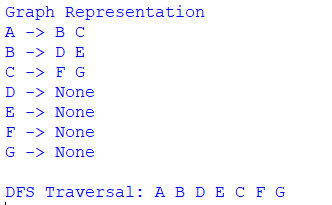 Graph Representation
A -> B C
B -> D E
C -> F G
D -> None
E -> None
F -> None
G -> None
DFS Traversal: A B D E C F G